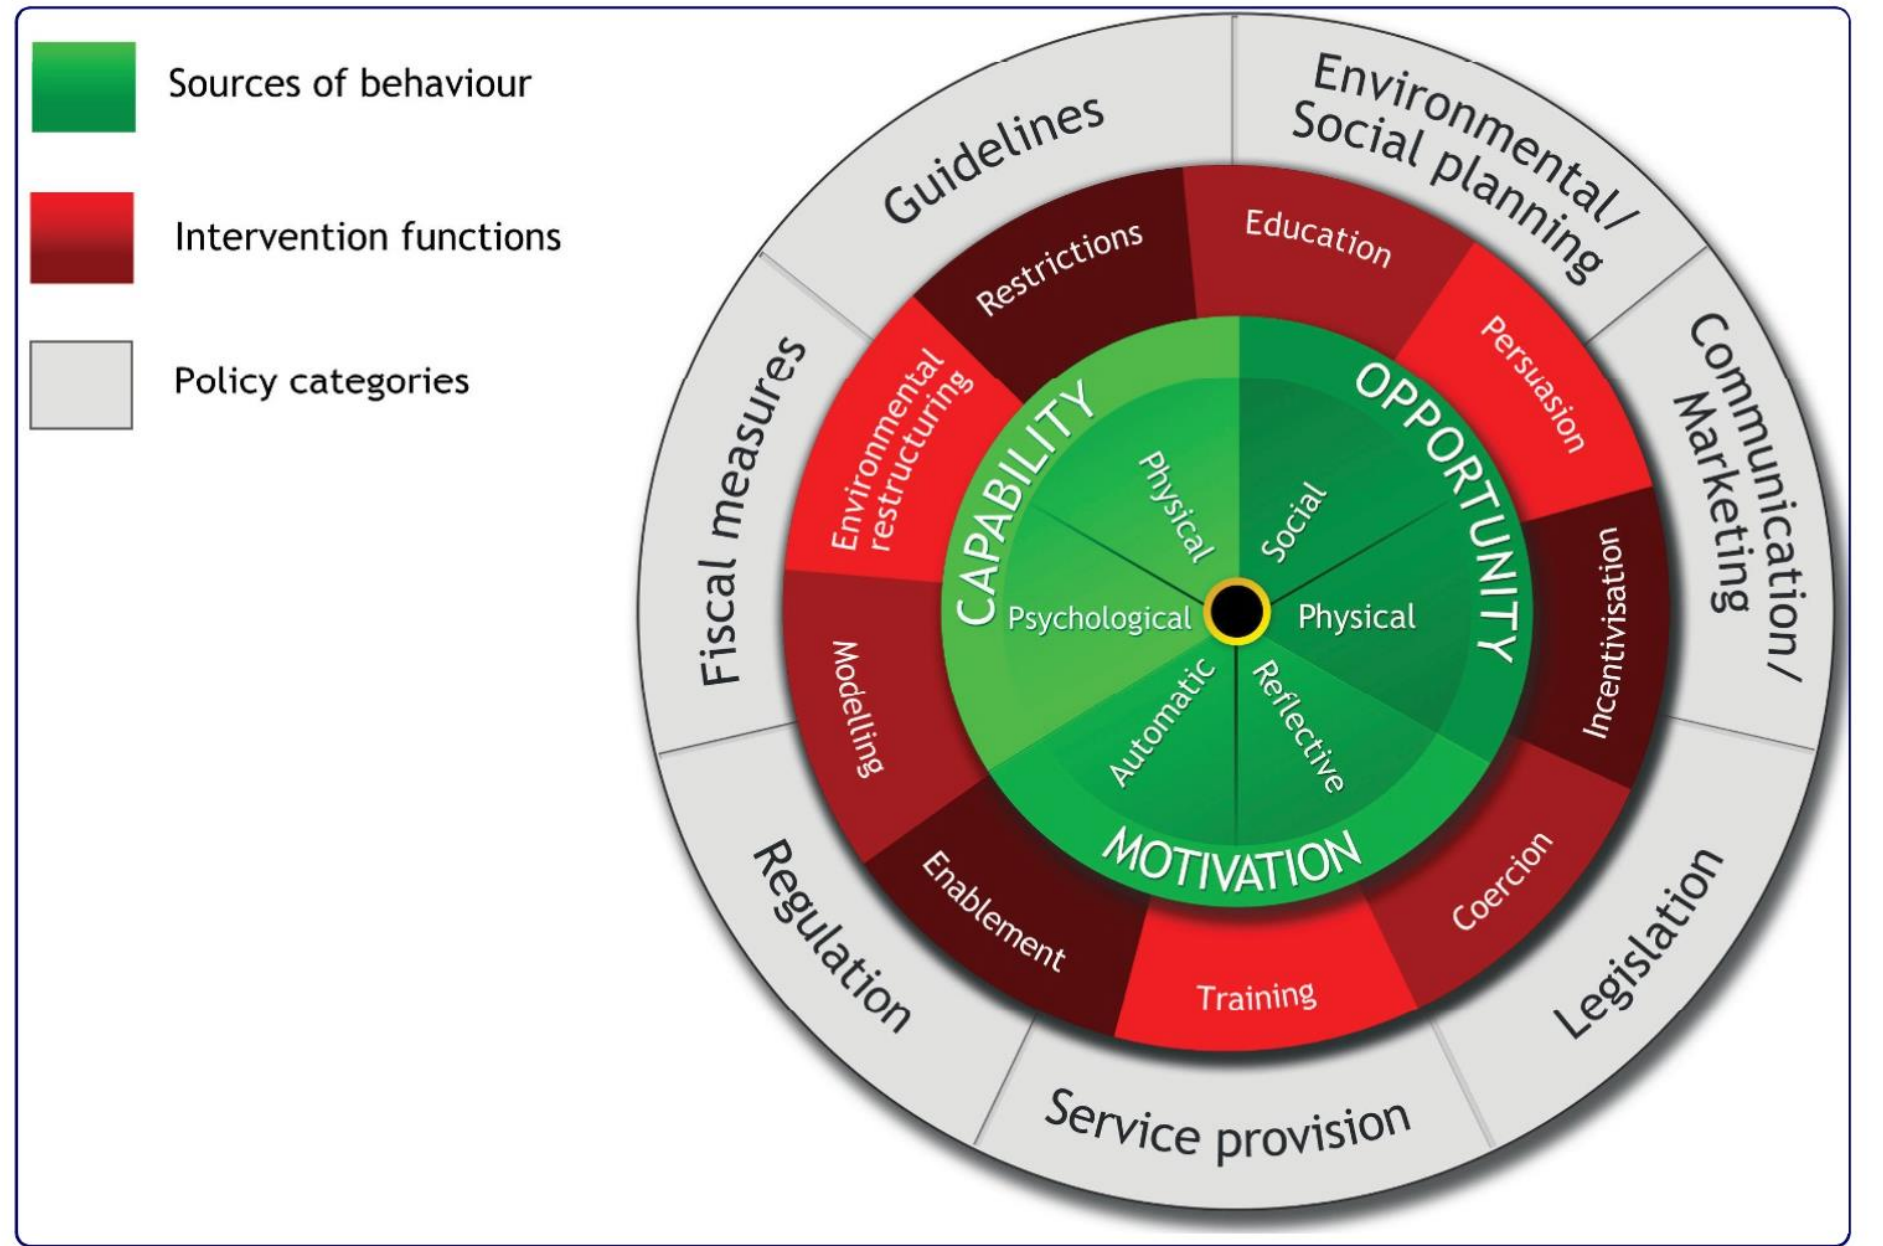 Sources of behaviour
Intervention functions
Policy categories
Guidelines
Environmental/
Social planning
Communication/
Marketing
Legislation
Service provision
Regulation
Fiscal measures
Restrictions
Education
Persuasion
Incentivisation
Coercion
Training
Enablement
Modelling
Environmental
restructuring
CAPABILITY
OPPORTUNITY
MOTIVATION
Physical
Social
Psychological
Physical
Automatic
Reflective